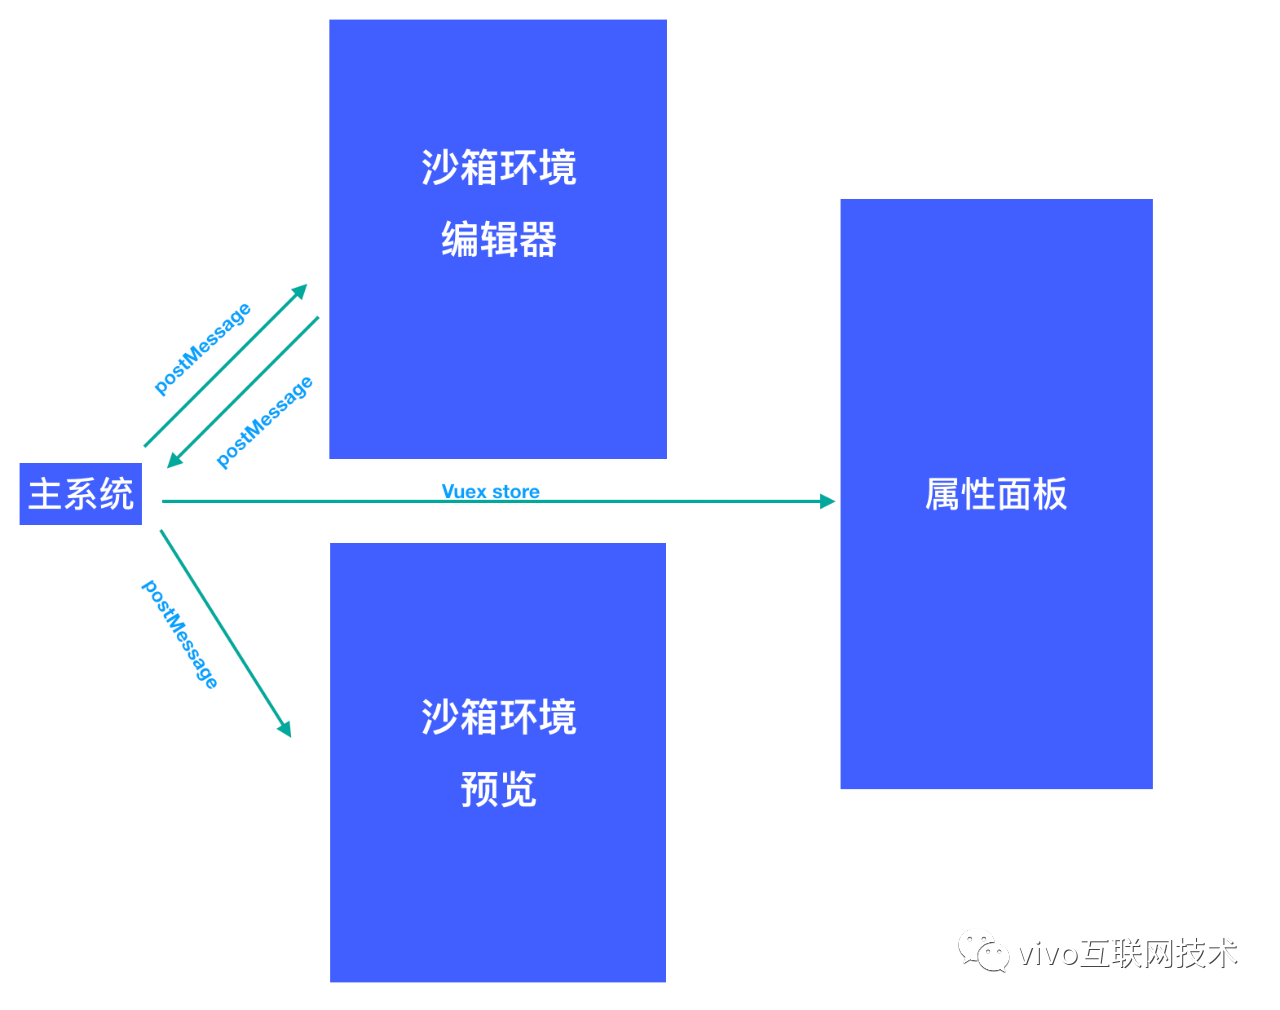 沙箱环境
编辑器
postMessage
postMessage
主系统
Vuex store
属性面板
postMessage
沙箱环境
预览
vivo互联网技术